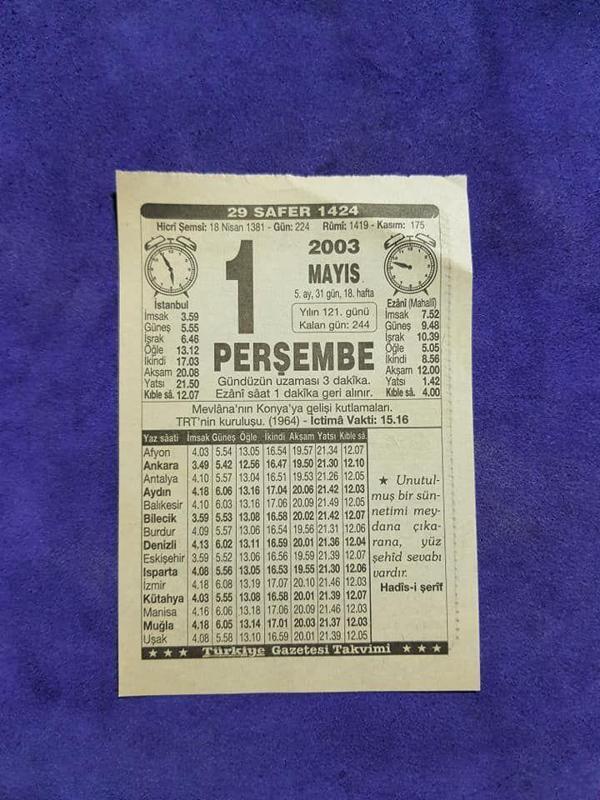 29 SAFER 1424
Hicrî Şemsî: 18 Nisan 1381 - Gün: 224 Rûmî: 1419 - Kasım: 175
1
2003
MAYIS
5. ay, 31 gün, 18. hafta
Yılın 121. günü
Kalan gün: 244
PERŞEMBE
Gündüzün uzaması 3 dakîka.
Ezanî sâat 1 dakîka geri alınır.
İstanbul
İmsak 3.59
Güneş 5.55
İşrak 6.46
Öğle 13.12
İkindi 17.03
Akşam 20.08
Yatsı 21.50
Kıble sâ. 12.07
Ezânî (Mahallî)
İmsak 7.52
Güneş 9.48
İşrak 10.39
Öğle 5.05
İkindi 8.56
Akşam 12.00
Yatsı 1.42
Kıble sâ. 4.00
Mevlâna'nın Konya'ya gelişi kutlamaları.
TRT'nin kuruluşu. (1964) - İctimâ Vakti: 15.16
Yaz sâati İmsak Güneş Öğle İkindi Akşam Yatsı Kıble sâ.
Afyon 4.03 5.54 13.05 16.54 19.57 21.34 12.07
Ankara 3.49 5.42 12.56 16.47 19.50 21.30 12.10
Antalya 4.10 5.57 13.04 16.51 19.53 21.26 12.05
Aydın 4.18 6.06 13.16 17.04 20.06 21.42 12.03
Balıkesir 4.10 6.03 13.16 17.06 20.09 21.49 12.05
Bilecik 3.59 5.53 13.08 16.58 20.02 21.42 12.07
Burdur 4.09 5.57 13.06 16.54 19.56 21.31 12.06
Denizli 4.13 6.02 13.11 16.59 20.01 21.36 12.04
Eskişehir 3.59 5.52 13.06 16.56 19.59 21.39 12.07
Isparta 4.08 5.56 13.05 16.53 19.55 21.30 12.06
İzmir 4.18 6.08 13.19 17.07 20.10 21.46 12.03
Kütahya 4.03 5.55 13.08 16.58 20.01 21.39 12.07
Manisa 4.16 6.06 13.18 17.06 20.09 21.46 12.03
Muğla 4.18 6.05 13.14 17.01 20.03 21.37 12.03
Uşak 4.08 5.58 13.10 16.59 20.01 21.39 12.05
★ Unutul-
muş bir sün-
netimi mey-
dana çıka-
rana, yüz
şehîd sevabı
vardır.
Hadîs-i şerîf
★ ★ ★ Türkiye Gazetesi Takvimi ★ ★ ★